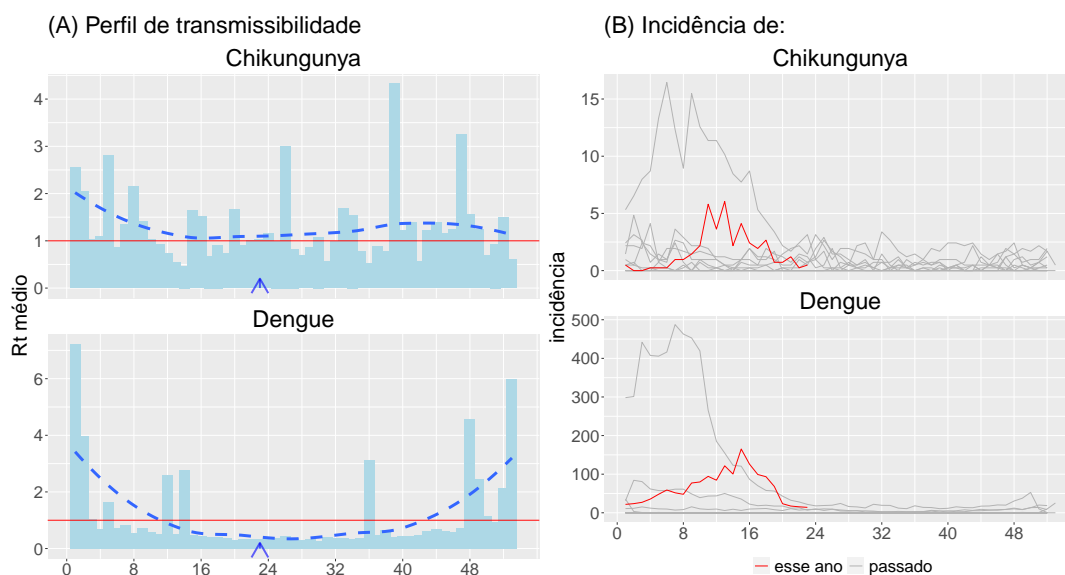 (A) Perfil de transmissibilidade
Chikungunya
4
3
2
1
0
Dengue
6
4
2
0
0 8 16 24 32 40 48
Rt médio
(B) Incidência de:
Chikungunya
15
10
5
0
Dengue
500
400
300
200
100
0
0 8 16 24 32 40 48
incidência
esse ano passado